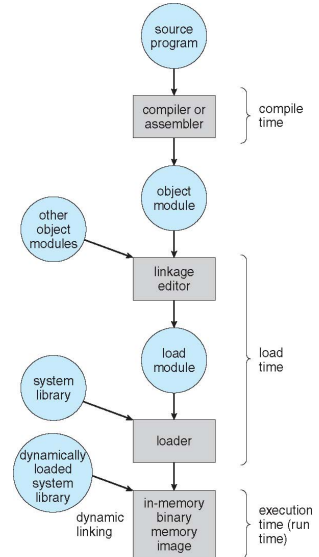 source
program
compiler or
assembler
compile
time
object
module
other
object
modules
linkage
editor
load
module
load
time
system
library
loader
dynamically
loaded
system
library
dynamic
linking
in-memory
binary
memory
image
execution
time (run
time)